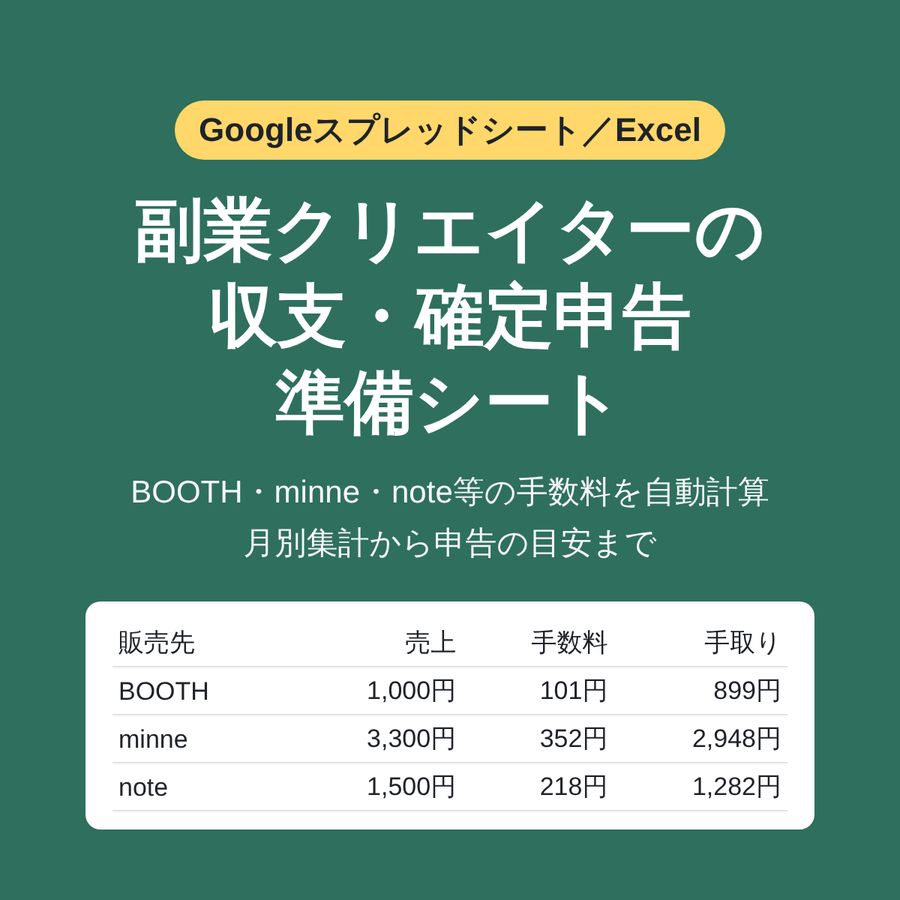 Googleスプレッドシート／Excel
副業クリエイターの
収支・確定申告
準備シート
BOOTH・minne・note等の手数料を自動計算
月別集計から申告の目安まで
販売先 売上 手数料 手取り
BOOTH 1,000円 101円 899円
minne 3,300円 352円 2,948円
note 1,500円 218円 1,282円